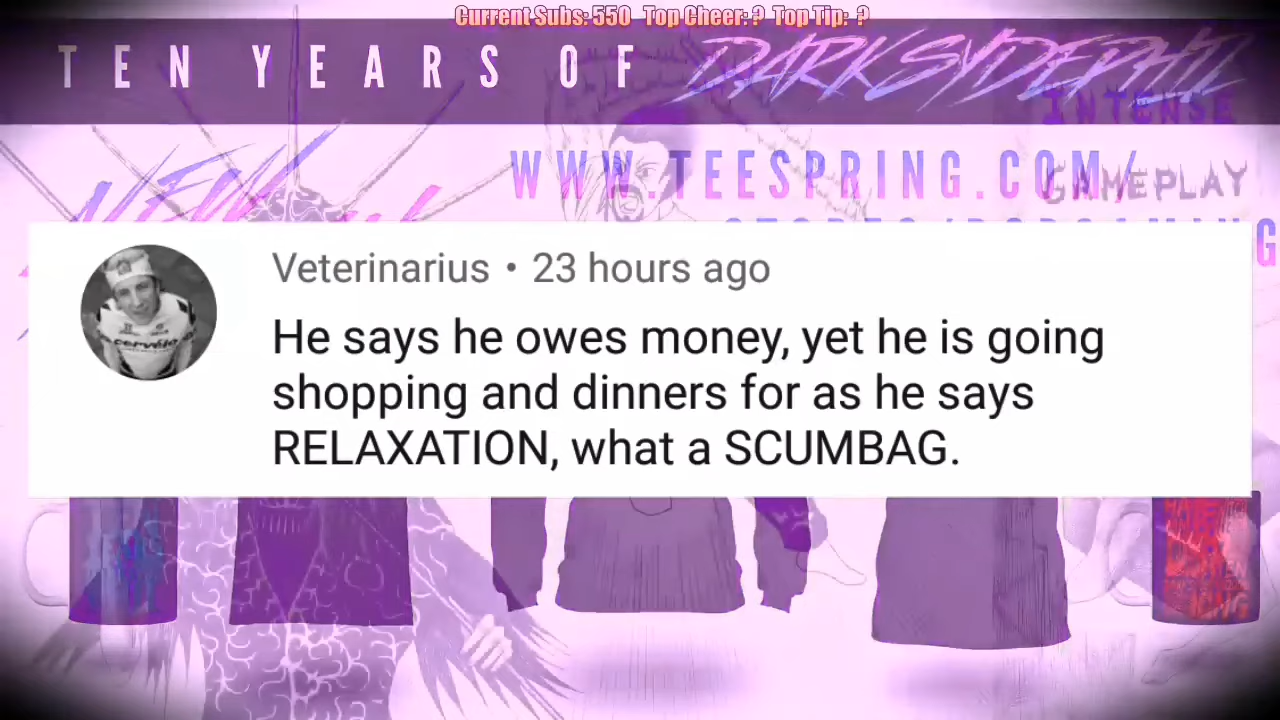 Current Subs: 550 Top Cheer: ? Top Tip: ?
TEN YEARS OF DARKSYDEPHIL
INTENSE
WWW.TEESPRING.COM/
GAMEPLAY
NEW
Veterinarius • 23 hours ago
He says he owes money, yet he is going
shopping and dinners for as he says
RELAXATION, what a SCUMBAG.